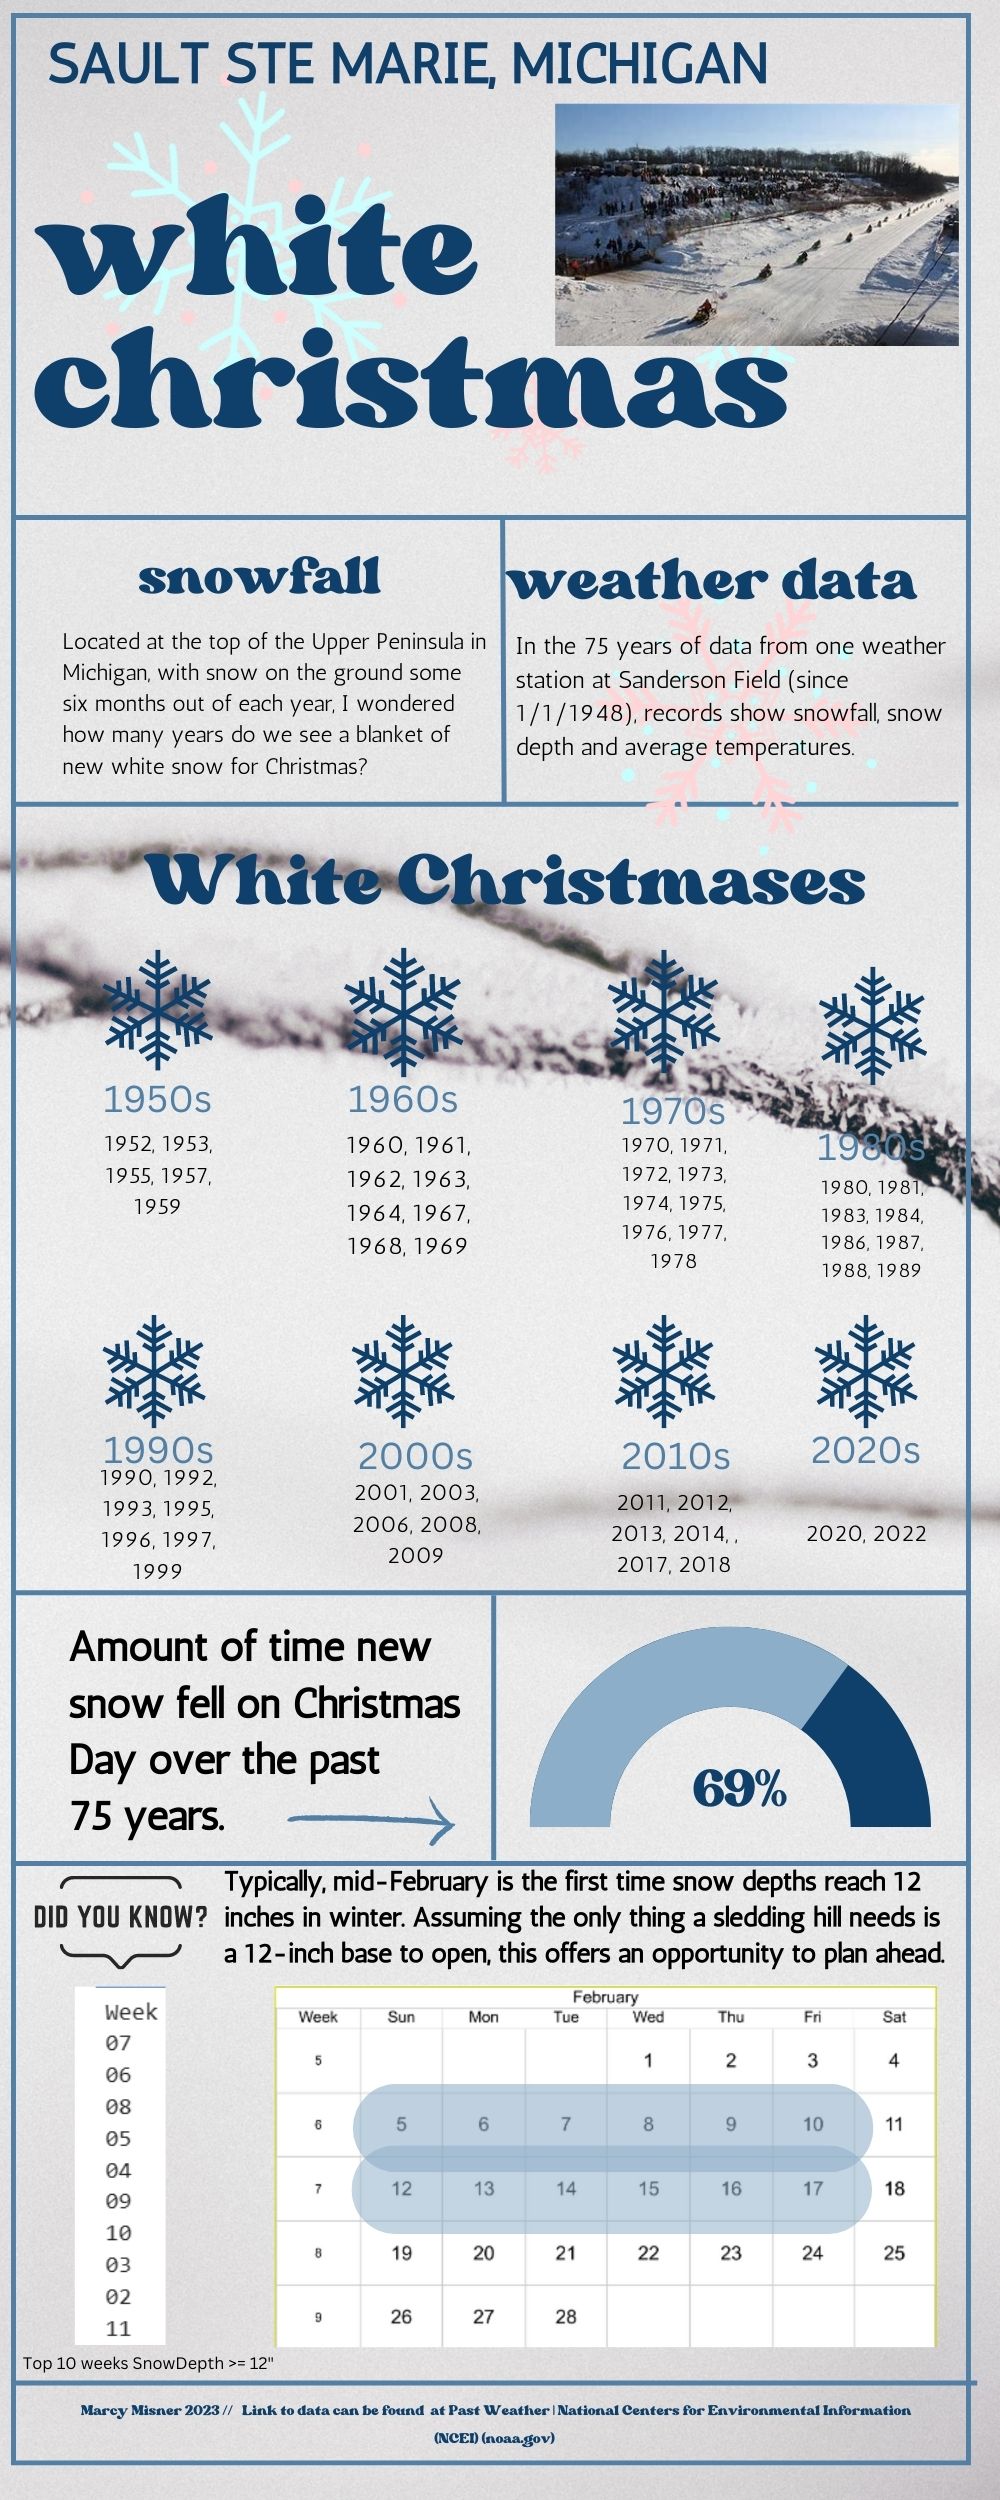 SAULT STE MARIE, MICHIGAN
white
christmas
snowfall
Located at the top of the Upper Peninsula in
Michigan, with snow on the ground some
six months out of each year, I wondered
how many years do we see a blanket of
new white snow for Christmas?
weather data
In the 75 years of data from one weather
station at Sanderson Field (since
1/1/1948), records show snowfall, snow
depth and average temperatures.
White Christmases
1950s
1952, 1953,
1955, 1957,
1959
1960s
1960, 1961,
1962, 1963,
1964, 1967,
1968, 1969
1970s
1970, 1971,
1972, 1973,
1974, 1975,
1976, 1977,
1978
1980s
1980, 1981,
1983, 1984,
1986, 1987,
1988, 1989
1990s
1990, 1992,
1993, 1995,
1996, 1997,
1999
2000s
2001, 2003,
2006, 2008,
2009
2010s
2011, 2012,
2013, 2014, ,
2017, 2018
2020s
2020, 2022
Amount of time new
snow fell on Christmas
Day over the past
75 years.
69%
DID YOU KNOW?
Typically, mid-February is the first time snow depths reach 12
inches in winter. Assuming the only thing a sledding hill needs is
a 12-inch base to open, this offers an opportunity to plan ahead.
Week
07
06
08
05
04
09
10
03
02
11
Top 10 weeks SnowDepth >= 12"
February
Week Sun Mon Tue Wed Thu Fri Sat
5 1 2 3 4
6 5 6 7 8 9 10 11
7 12 13 14 15 16 17 18
8 19 20 21 22 23 24 25
9 26 27 28
Marcy Misner 2023 // Link to data can be found at Past Weather | National Centers for Environmental Information
(NCEI) (noaa.gov)